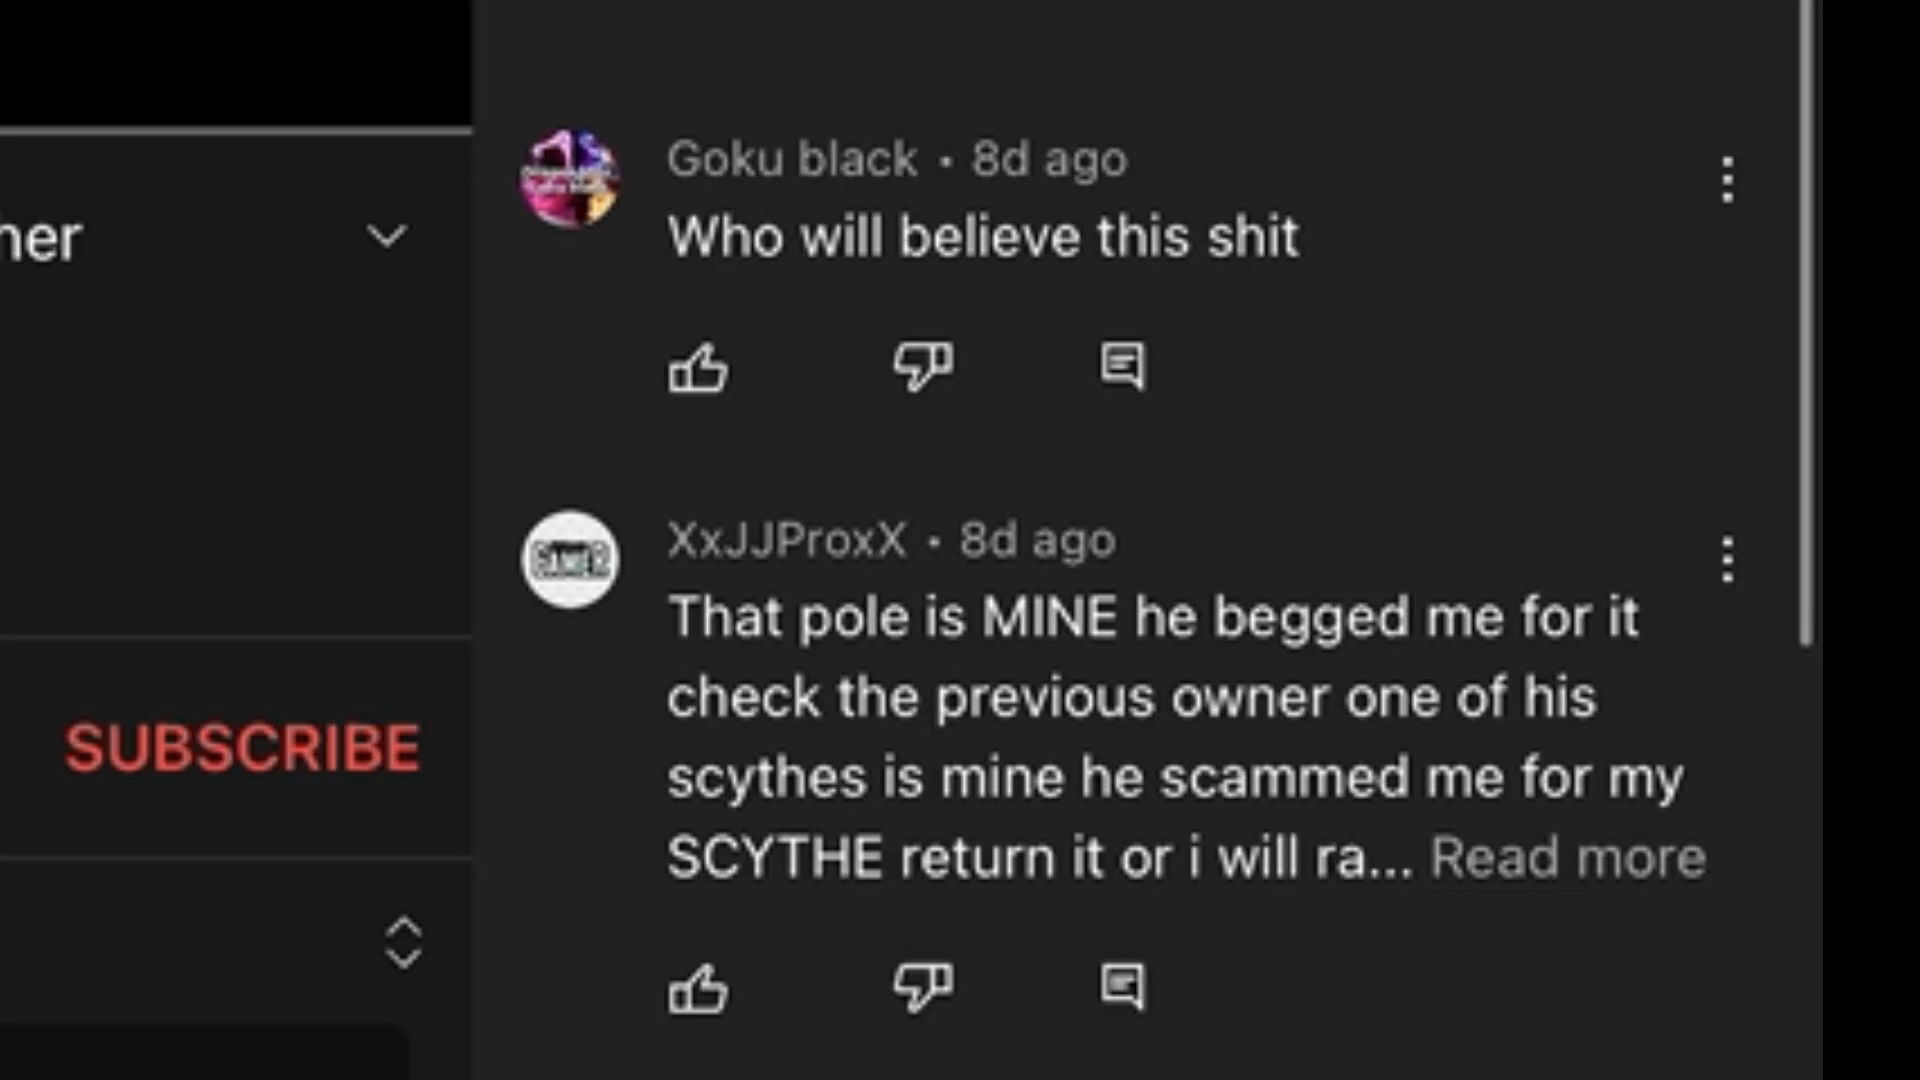 Goku black • 8d ago
Who will believe this shit
her
XxJJProxX • 8d ago
That pole is MINE he begged me for it
check the previous owner one of his
scythes is mine he scammed me for my
SCYTHE return it or i will ra... Read more
SUBSCRIBE
GAMER